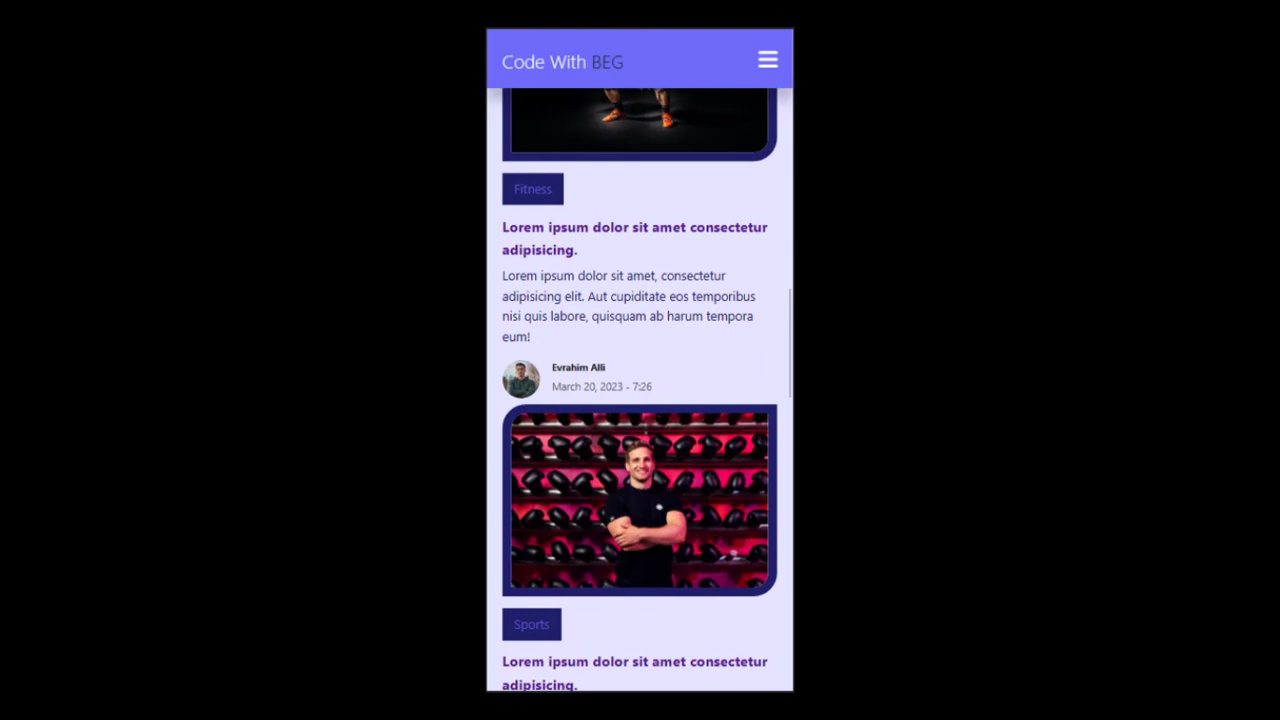 Code With BEG
Fitness
Lorem ipsum dolor sit amet consectetur
adipisicing.
Lorem ipsum dolor sit amet, consectetur
adipisicing elit. Aut cupiditate eos temporibus
nisi quis labore, quisquam ab harum tempora
eum!
Evrahim Alli
March 20, 2023 - 7:26
Sports
Lorem ipsum dolor sit amet consectetur
adipisicing.